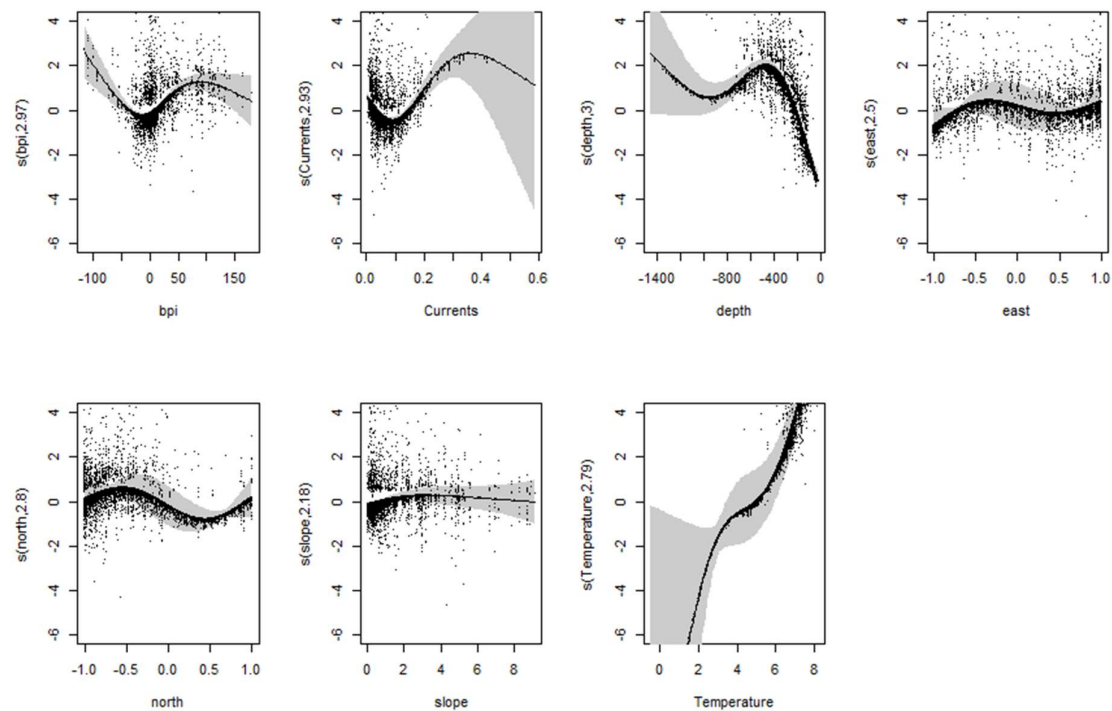 s(bpi,2.97)
4
2
0
-2
-4
-6
-100 0 50 150
bpi
s(Currents,2.93)
4
2
0
-2
-4
-6
0.0 0.2 0.4 0.6
Currents
s(depth,3)
4
2
0
-2
-4
-6
-1400 -800 -400 0
depth
s(east,2.5)
4
2
0
-2
-4
-6
-1.0 -0.5 0.0 0.5 1.0
east
s(north,2.8)
4
2
0
-2
-4
-6
-1.0 -0.5 0.0 0.5 1.0
north
s(slope,2.18)
4
2
0
-2
-4
-6
0 2 4 6 8
slope
s(Temperature,2.79)
4
2
0
-2
-4
-6
0 2 4 6 8
Temperature